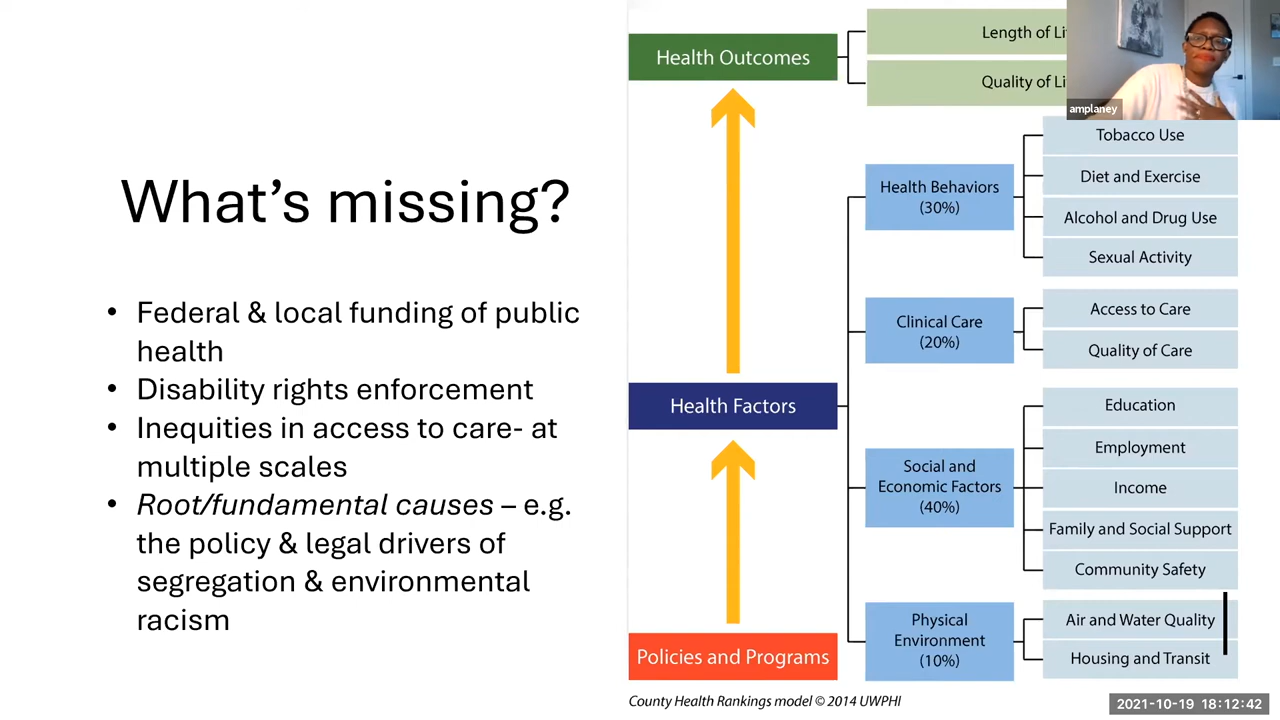 What's missing?
• Federal & local funding of public
health
• Disability rights enforcement
• Inequities in access to care- at
multiple scales
• Root/fundamental causes – e.g.
the policy & legal drivers of
segregation & environmental
racism
Health Outcomes
Length of
Quality of
Health Factors
Policies and Programs
Health Behaviors
(30%)
Tobacco Use
Diet and Exercise
Alcohol and Drug Use
Sexual Activity
Clinical Care
(20%)
Access to Care
Quality of Care
Social and
Economic Factors
(40%)
Education
Employment
Income
Family and Social Support
Community Safety
Physical
Environment
(10%)
Air and Water Quality
Housing and Transit
County Health Rankings model © 2014 UWPHI
amplaney
2021-10-19 18:12:42